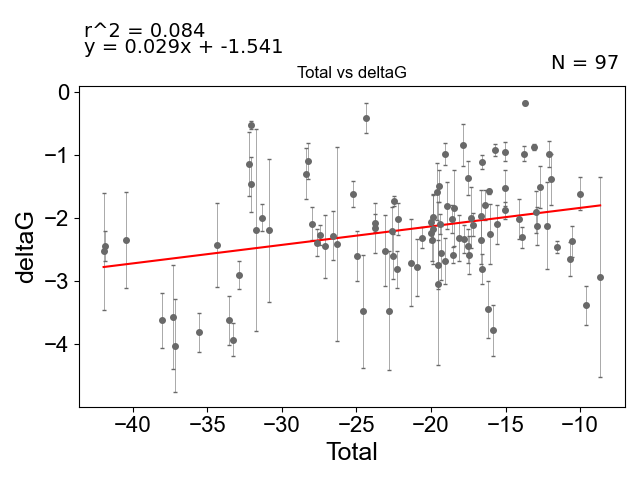 r^2 = 0.084
y = 0.029x + -1.541
N = 97
Total vs deltaG
deltaG
0
−1
−2
−3
−4
−40
−35
−30
−25
−20
−15
−10
Total